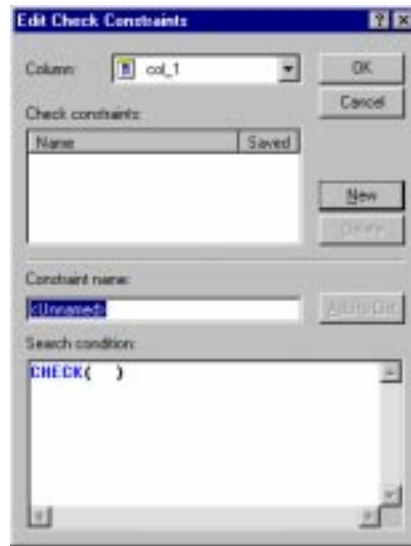 Edit Check Constraints
Column: col_1
OK
Cancel
Check constraints:
Name Saved
New
Delete
Constraint name:
<Unnamed>
Search condition:
CHECK( )